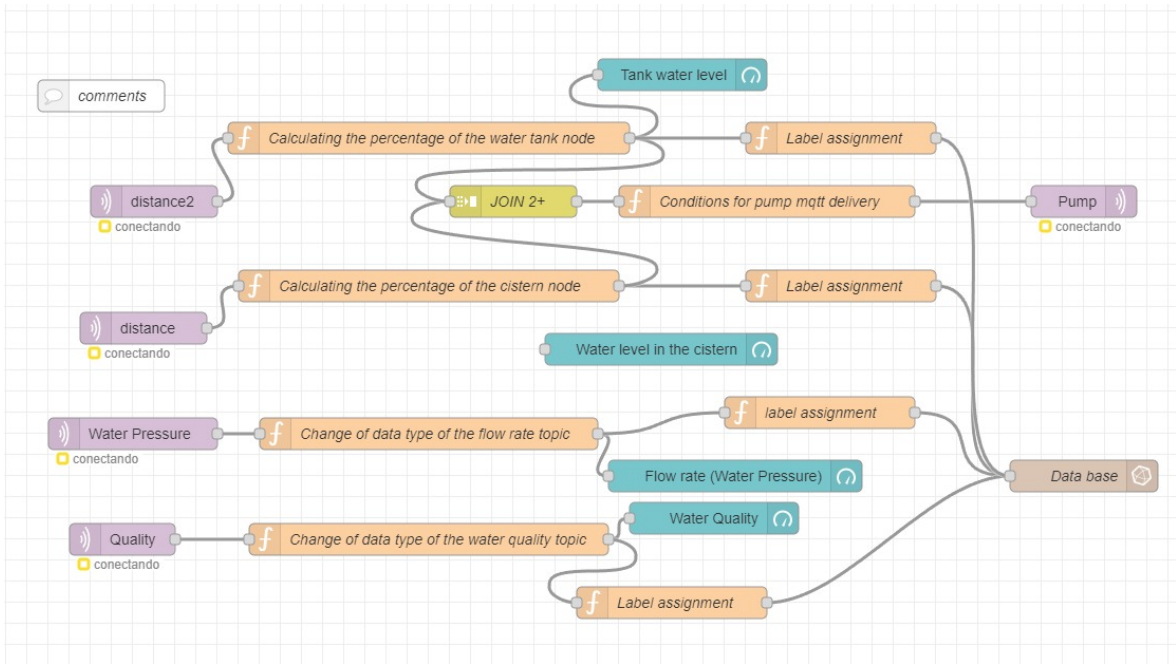 Tank water level
comments
Calculating the percentage of the water tank node
Label assignment
distance2
conectando
JOIN 2+
Conditions for pump mqtt delivery
Pump
conectando
Calculating the percentage of the cistern node
Label assignment
distance
conectando
Water level in the cistern
label assignment
Water Pressure
conectando
Change of data type of the flow rate topic
Flow rate (Water Pressure)
Data base
Water Quality
Quality
conectando
Change of data type of the water quality topic
Label assignment